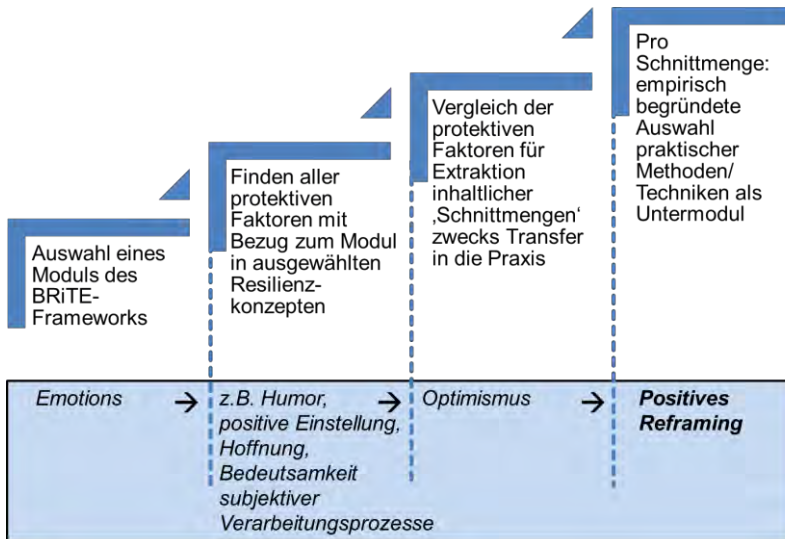 Auswahl eines
Moduls des
BRiTE-
Frameworks
Finden aller
protektiven
Faktoren mit
Bezug zum Modul
in ausgewählten
Resilienz-
konzepten
Vergleich der
protektiven
Faktoren für
Extraktion
inhaltlicher
‚Schnittmengen‘
zwecks Transfer
in die Praxis
Pro
Schnittmenge:
empirisch
begründete
Auswahl
praktischer
Methoden/
Techniken als
Untermodul
Emotions →
z.B. Humor, →
positive Einstellung,
Hoffnung,
Bedeutsamkeit
subjektiver
Verarbeitungsprozesse
Optimismus →
Positives
Reframing